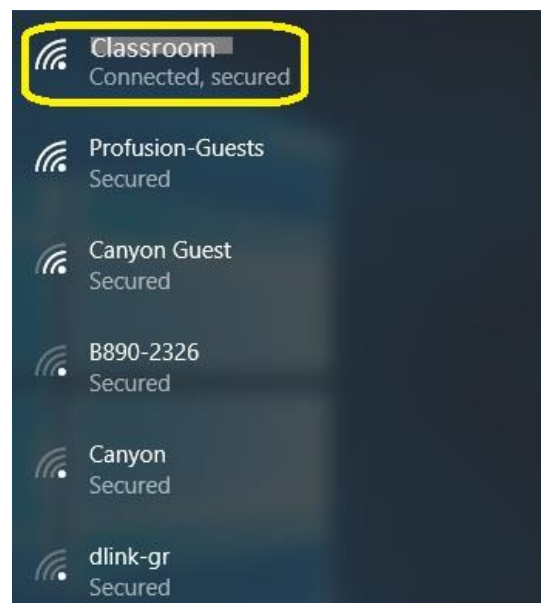 Classroom
Connected, secured
Profusion-Guests
Secured
Canyon Guest
Secured
B890-2326
Secured
Canyon
Secured
dlink-gr
Secured